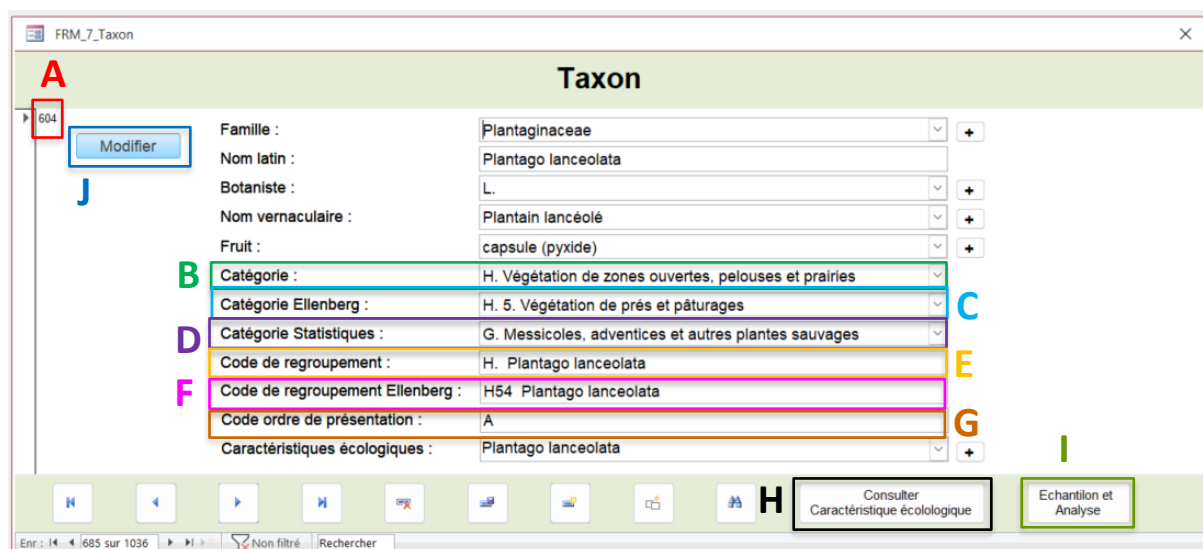 FRM_7_Taxon
A
Taxon
604
Modifier
J
Famille :
Plantaginaceae
+
Nom latin :
Plantago lanceolata
Botaniste :
L.
+
Nom vernaculaire :
Plantain lancéolé
+
Fruit :
capsule (pyxide)
+
B
Catégorie :
H. Végétation de zones ouvertes, pelouses et prairies
Catégorie Ellenberg :
H. 5. Végétation de prés et pâturages
C
D
Catégorie Statistiques :
G. Messicoles, adventices et autres plantes sauvages
Code de regroupement :
H. Plantago lanceolata
E
F
Code de regroupement Ellenberg :
H54 Plantago lanceolata
Code ordre de présentation :
A
G
Caractéristiques écologiques :
Plantago lanceolata
+
I
H
Consulter
Caractéristique écolologique
Echantilon et
Analyse
Enr : 685 sur 1036 Non filtré Rechercher